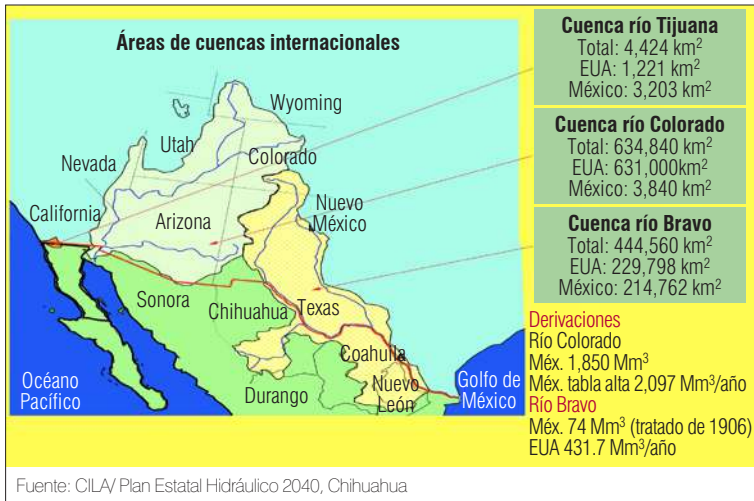 Áreas de cuencas internacionales
Wyoming
Utah
Nevada
Colorado
California
Arizona
Nuevo
México
Sonora
Chihuahua
Texas
Coahulla
Océano
Pacífico
Durango
Nuevo
León
Golfo de
México
Cuenca río Tijuana
Total: 4,424 km²
EUA: 1,221 km²
México: 3,203 km²
Cuenca río Colorado
Total: 634,840 km²
EUA: 631,000km²
México: 3,840 km²
Cuenca río Bravo
Total: 444,560 km²
EUA: 229,798 km²
México: 214,762 km²
Derivaciones
Río Colorado
Méx. 1,850 Mm³
Méx. tabla alta 2,097 Mm³/año
Río Bravo
Méx. 74 Mm³ (tratado de 1906)
EUA 431.7 Mm³/año
Fuente: CILA/ Plan Estatal Hidráulico 2040, Chihuahua